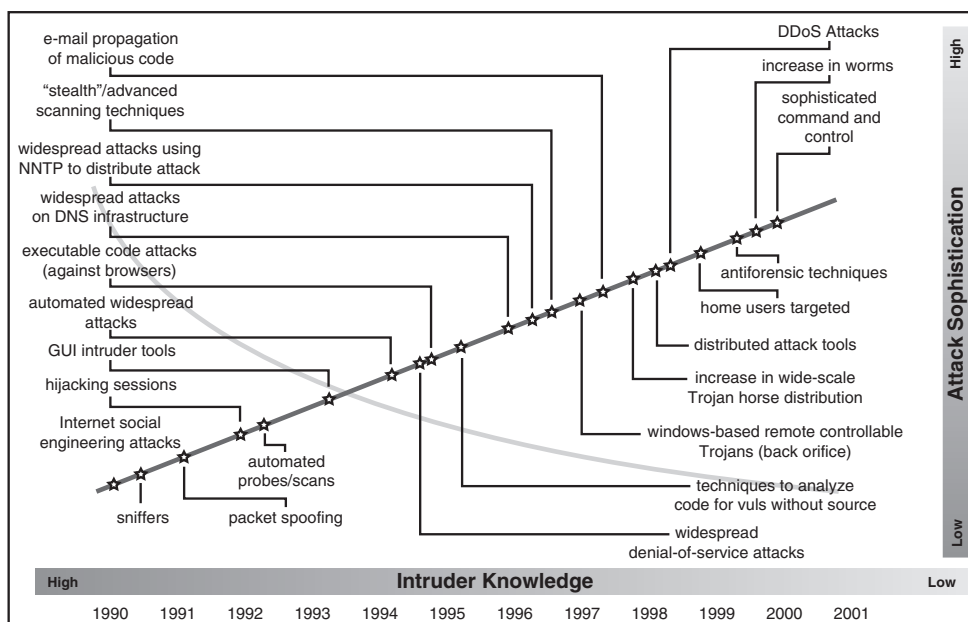 e-mail propagation
of malicious code
“stealth”/advanced
scanning techniques
widespread attacks using
NNTP to distribute attack
widespread attacks
on DNS infrastructure
executable code attacks
(against browsers)
automated widespread
attacks
GUI intruder tools
hijacking sessions
Internet social
engineering attacks
sniffers
packet spoofing
automated
probes/scans
DDoS Attacks
increase in worms
sophisticated
command and
control
antiforensic techniques
home users targeted
distributed attack tools
increase in wide-scale
Trojan horse distribution
windows-based remote controllable
Trojans (back orifice)
techniques to analyze
code for vuls without source
widespread
denial-of-service attacks
High
Attack Sophistication
Low
High
Intruder Knowledge
Low
1990 1991 1992 1993 1994 1995 1996 1997 1998 1999 2000 2001